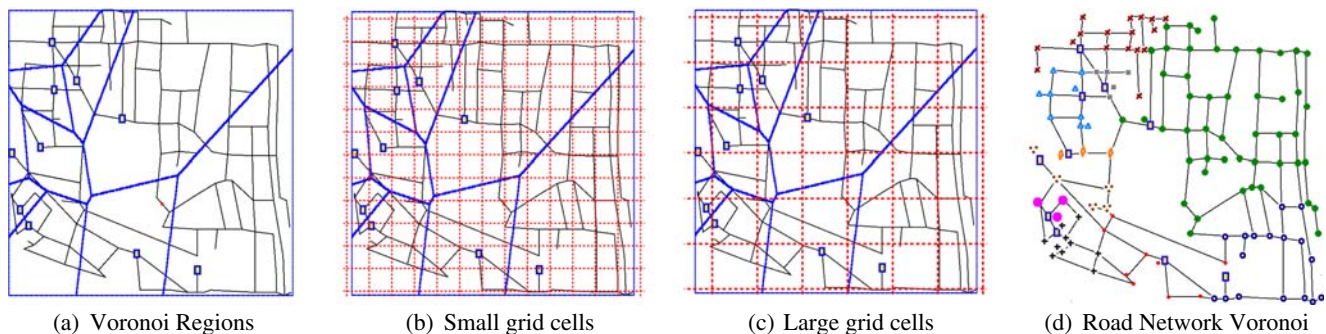 (a) Voronoi Regions
(b) Small grid cells
(c) Large grid cells
(d) Road Network Voronoi